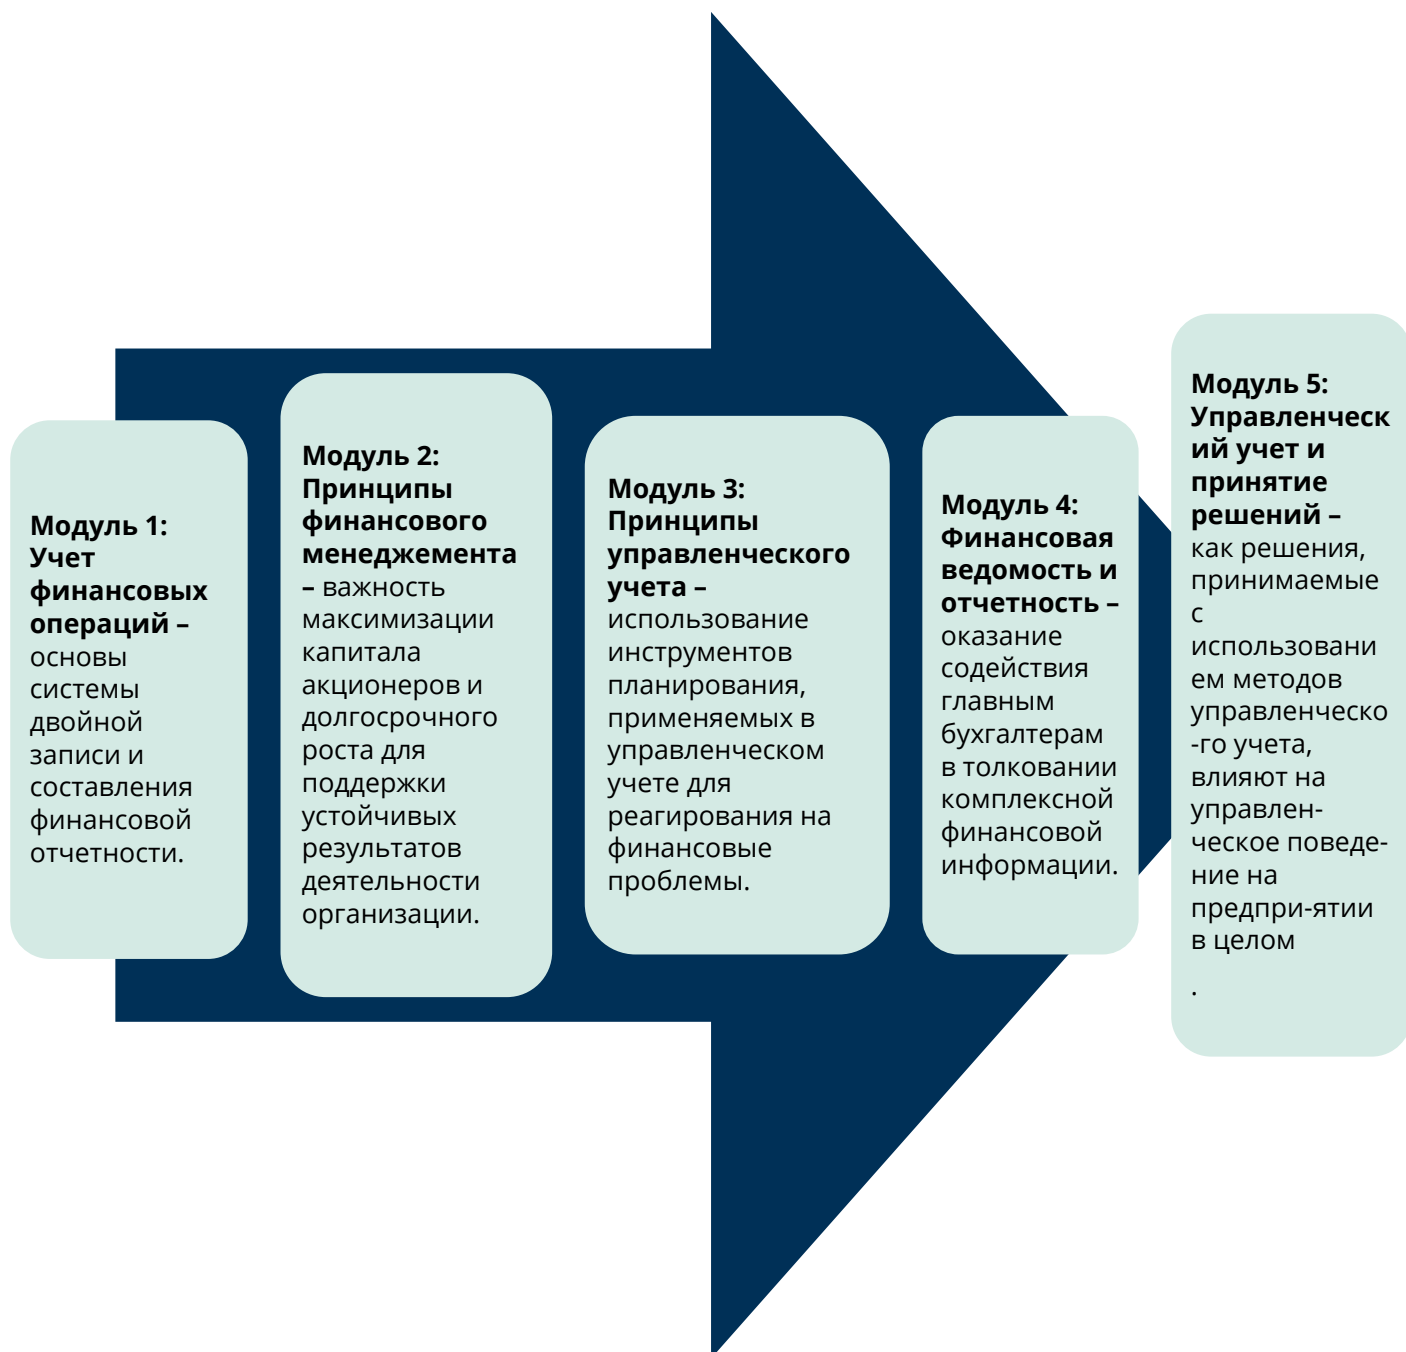 Модуль 1:
Учет
финансовых
операций –
основы
системы
двойной
записи и
составления
финансовой
отчетности.
Модуль 2:
Принципы
финансового
менеджемента
– важность
максимизации
капитала
акционеров и
долгосрочного
роста для
поддержки
устойчивых
результатов
деятельности
организации.
Модуль 3:
Принципы
управленческого
учета –
использование
инструментов
планирования,
применяемых в
управленческом
учете для
реагирования на
финансовые
проблемы.
Модуль 4:
Финансовая
ведомость и
отчетность –
оказание
содействия
главным
бухгалтерам
в толковании
комплексной
финансовой
информации.
Модуль 5:
Управленческ
ий учет и
принятие
решений –
как решения,
принимаемые
с
использовани
ем методов
управленческо
-го учета,
влияют на
управлен-
ческое поведе-
ние на
предпри-ятии
в целом
.